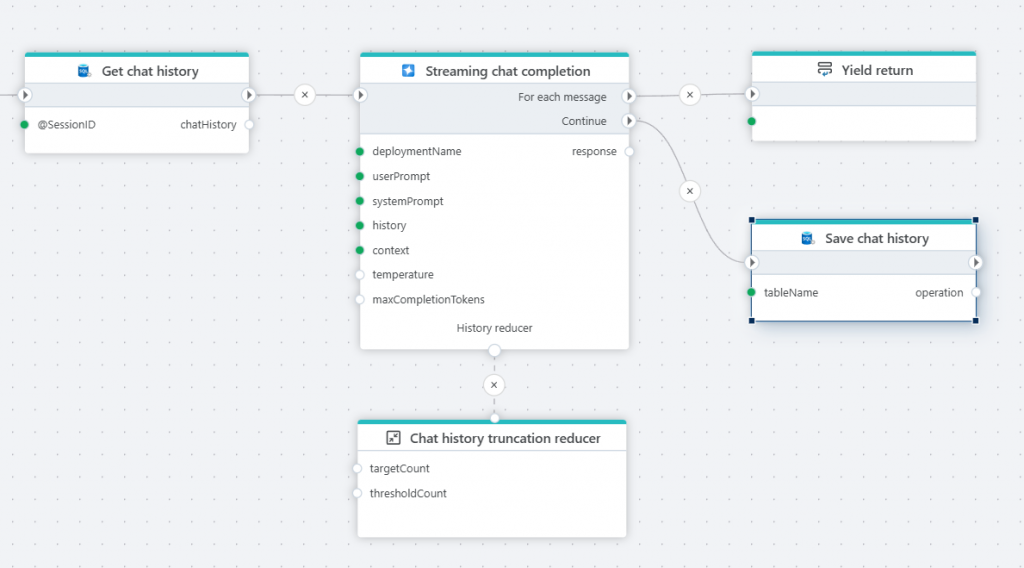 Get chat history
@SessionID
chatHistory
Streaming chat completion
For each message
Continue
deploymentName
response
userPrompt
systemPrompt
history
context
temperature
maxCompletionTokens
History reducer
Yield return
Save chat history
tableName
operation
Chat history truncation reducer
targetCount
thresholdCount